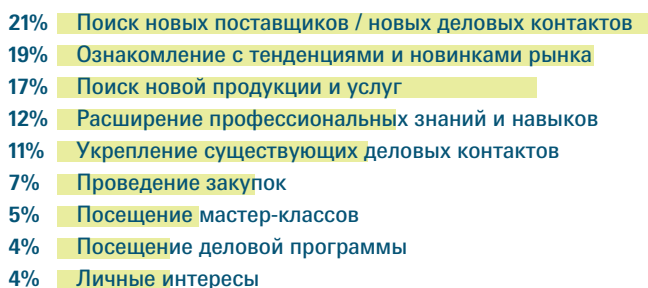 21% Поиск новых поставщиков / новых деловых контактов
19% Ознакомление с тенденциями и новинками рынка
17% Поиск новой продукции и услуг
12% Расширение профессиональных знаний и навыков
11% Укрепление существующих деловых контактов
7% Проведение закупок
5% Посещение мастер-классов
4% Посещение деловой программы
4% Личные интересы